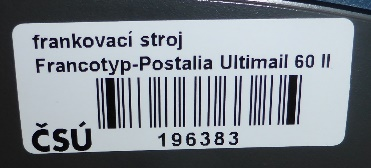 frankovací stroj
Francotyp-Postalia Ultimail 60 II
ČSÚ
196383